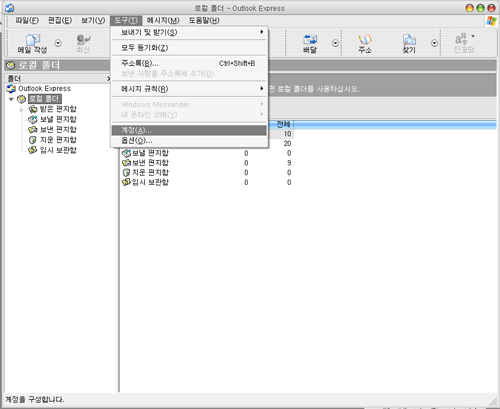 로컬 폴더 - Outlook Express
파일(F) 편집(E) 보기(V) 도구(T) 메시지(M) 도움말(H)
메일 작성 회신 배달 주소 찾기 인코딩
보내기 및 받기(S)
모두 동기화(Z)
주소록(B)... Ctrl+Shift+B
보낸 사람을 주소록에 추가(D)
메시지 규칙(R)
Windows Messenger
내 온라인 상태(Y)
계정(A)...
옵션(O)...
로컬 폴더
폴더
Outlook Express
로컬 폴더
받은 편지함
보낼 편지함
보낸 편지함
지운 편지함
임시 보관함
면 로컬 폴더를 사용하십시오.
전체
10
20
보낼 편지함 0 0
보낸 편지함 0 9
지운 편지함 0 0
임시 보관함 0 0
계정을 구성합니다.